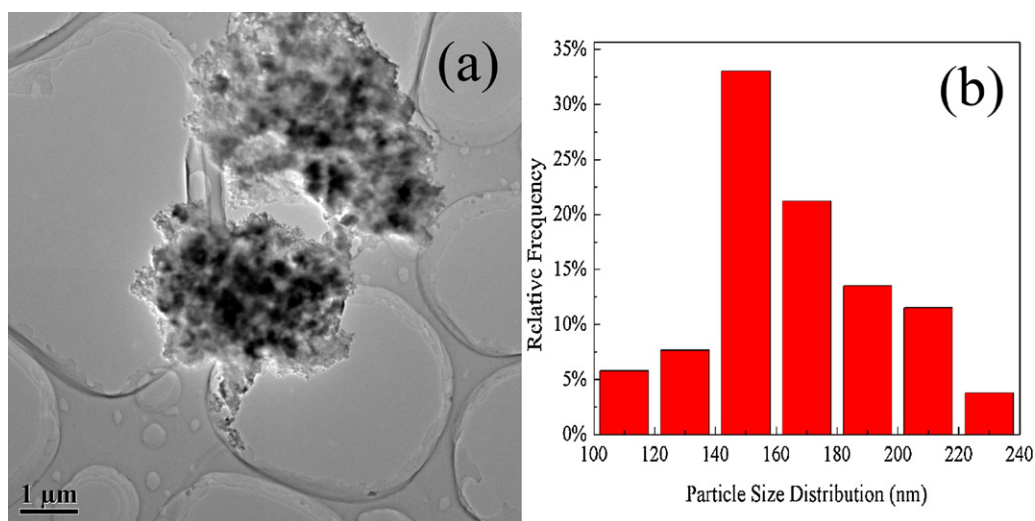 (a)
1 μm
(b)
35%
30%
25%
20%
15%
10%
5%
0%
Relative Frequency
100 120 140 160 180 200 220 240
Particle Size Distribution (nm)